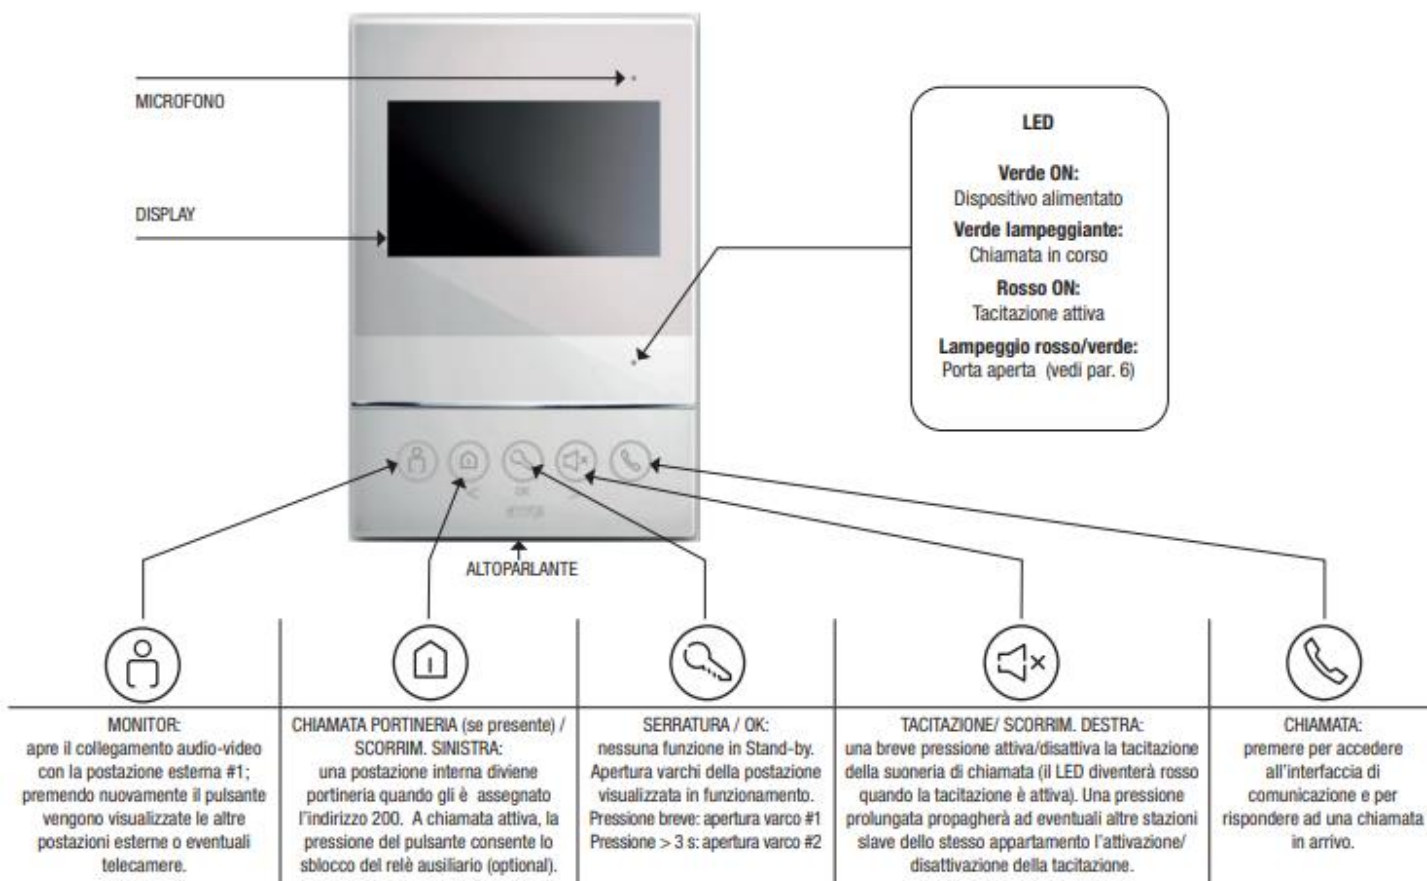 MICROFONO
DISPLAY
LED
Verde ON:
Dispositivo alimentato
Verde lampeggiante:
Chiamata in corso
Rosso ON:
Tacitazione attiva
Lampeggio rosso/verde:
Porta aperta (vedi par. 6)
OK
ALTOPARLANTE
MONITOR:
apre il collegamento audio-video
con la postazione esterna #1;
premendo nuovamente il pulsante
vengono visualizzate le altre
postazioni esterne o eventuali
telecamere.
CHIAMATA PORTINERIA (se presente) /
SCORRIM. SINISTRA:
una postazione interna diviene
portineria quando gli è assegnato
l'indirizzo 200. A chiamata attiva, la
pressione del pulsante consente lo
sblocco del relè ausiliario (optional).
SERRATURA / OK:
nessuna funzione in Stand-by.
Apertura varchi della postazione
visualizzata in funzionamento.
Pressione breve: apertura varco #1
Pressione > 3 s: apertura varco #2
TACITAZIONE/ SCORRIM. DESTRA:
una breve pressione attiva/disattiva la tacitazione
della suoneria di chiamata (il LED diventerà rosso
quando la tacitazione è attiva). Una pressione
prolungata propagherà ad eventuali altre stazioni
slave dello stesso appartamento l'attivazione/
disattivazione della tacitazione.
CHIAMATA:
premere per accedere
all'interfaccia di
comunicazione e per
rispondere ad una chiamata
in arrivo.